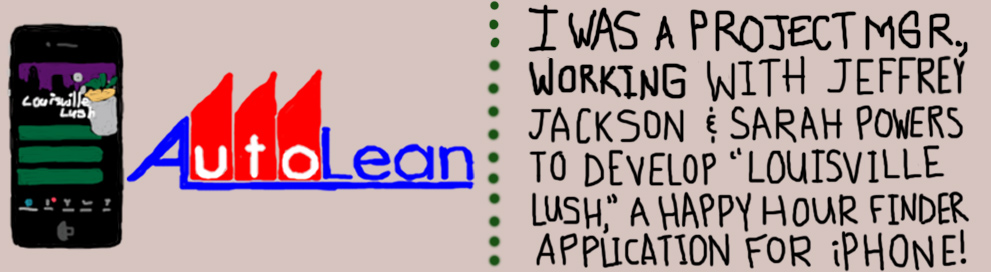 Louisville
Lush
AutoLean
I WAS A PROJECT MGR.,
WORKING WITH JEFFREY
JACKSON & SARAH POWERS
TO DEVELOP "LOUISVILLE
LUSH," A HAPPY HOUR FINDER
APPLICATION FOR iPHONE!